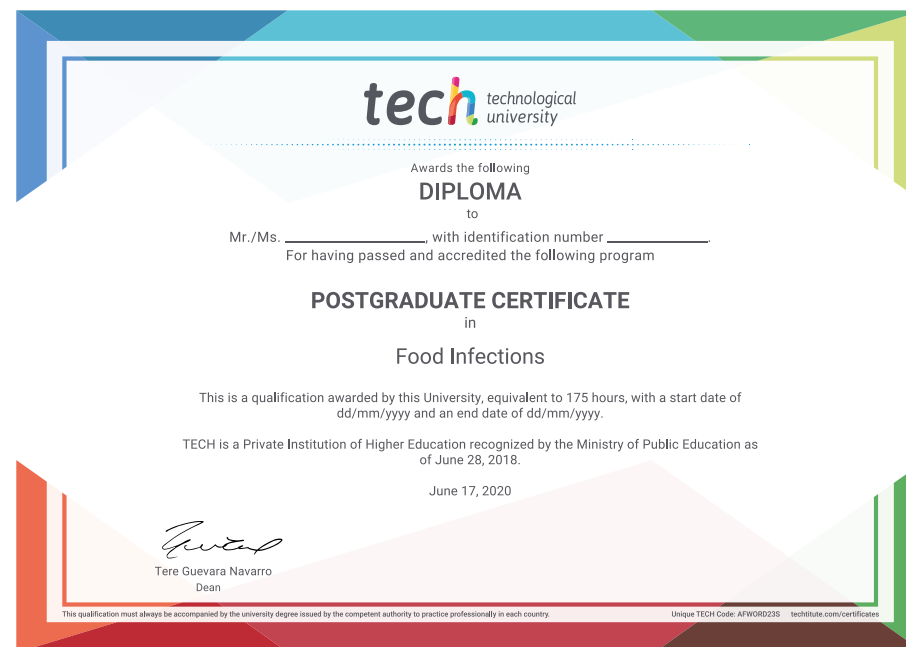 tech technological
university
Awards the following
DIPLOMA
to
Mr./Ms. ____________________, with identification number ______________.
For having passed and accredited the following program
POSTGRADUATE CERTIFICATE
in
Food Infections
This is a qualification awarded by this University, equivalent to 175 hours, with a start date of
dd/mm/yyyy and an end date of dd/mm/yyyy.
TECH is a Private Institution of Higher Education recognized by the Ministry of Public Education as
of June 28, 2018.
June 17, 2020
Tere Guevara Navarro
Dean
This qualification must always be accompanied by the university degree issued by the competent authority to practice professionally in each country.
Unique TECH Code: AFWORD23S techtitute.com/certificates